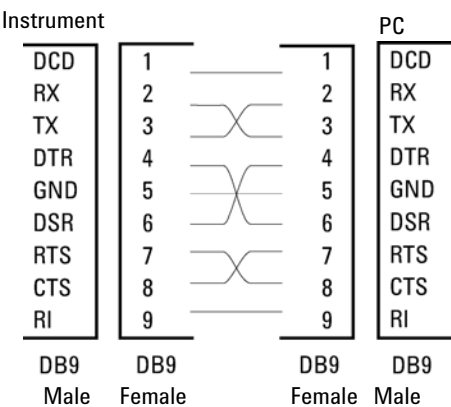 Instrument PC
DCD 1 1 DCD
RX 2 2 RX
TX 3 3 TX
DTR 4 4 DTR
GND 5 5 GND
DSR 6 6 DSR
RTS 7 7 RTS
CTS 8 8 CTS
RI 9 9 RI
DB9 DB9 DB9 DB9
Male Female Female Male